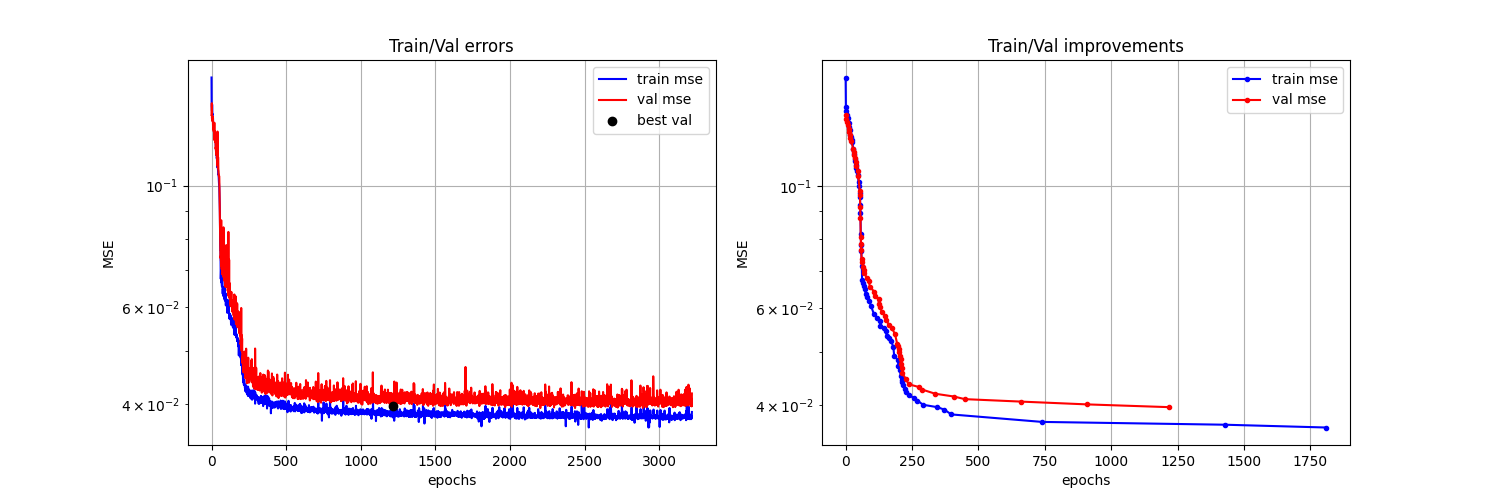 Train/Val errors
train mse
val mse
best val
MSE
10⁻¹
6 × 10⁻²
4 × 10⁻²
0 500 1000 1500 2000 2500 3000
epochs
Train/Val improvements
train mse
val mse
MSE
10⁻¹
6 × 10⁻²
4 × 10⁻²
0 250 500 750 1000 1250 1500 1750
epochs